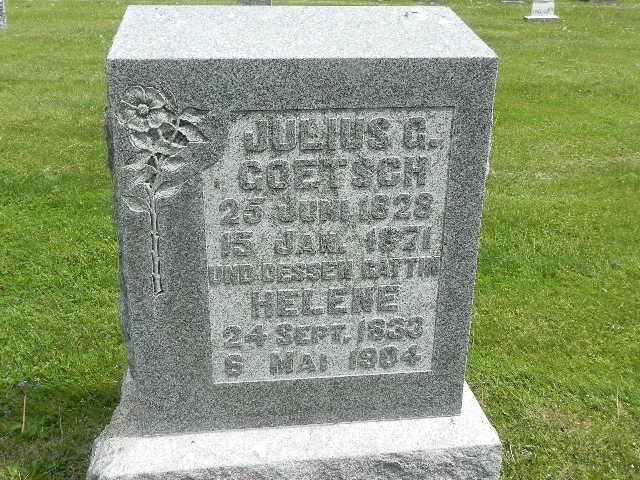 JULIUS G.
GOETSCH
25 JUNI 1828
15 JAN. 1871
UND DESSEN GATTIN
HELENE
24 SEPT. 1833
6 MAI 1904